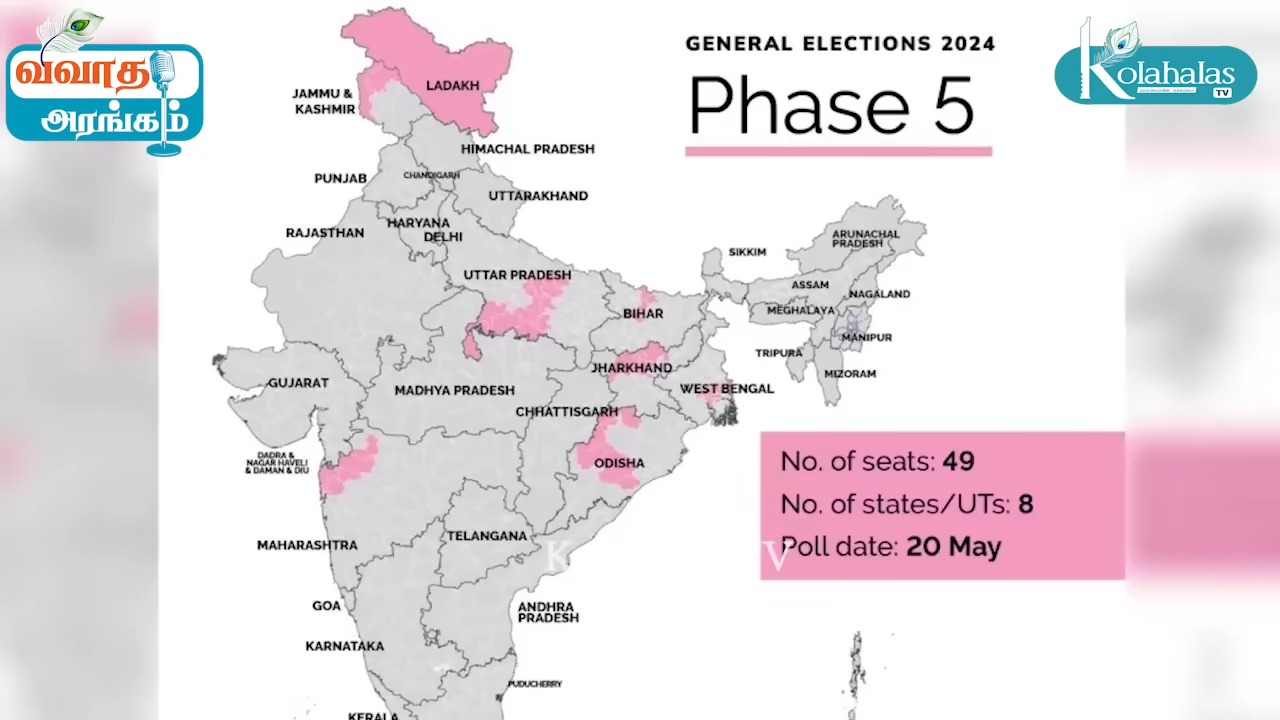 வவாத
அரங்கம்
Kolahalas
TV
GENERAL ELECTIONS 2024
Phase 5
LADAKH
JAMMU &
KASHMIR
HIMACHAL PRADESH
PUNJAB
CHANDIGARH
UTTARAKHAND
HARYANA
RAJASTHAN
DELHI
ARUNACHAL
PRADESH
SIKKIM
UTTAR PRADESH
ASSAM
NAGALAND
MEGHALAYA
BIHAR
MANIPUR
TRIPURA
JHARKHAND
MIZORAM
GUJARAT
MADHYA PRADESH
WEST BENGAL
CHHATTISGARH
DADRA &
NAGAR HAVELI
& DAMAN & DIU
ODISHA
No. of seats: 49
No. of states/UTs: 8
Poll date: 20 May
TELANGANA
MAHARASHTRA
K V
GOA
ANDHRA
PRADESH
KARNATAKA
PUDUCHERRY
KERALA